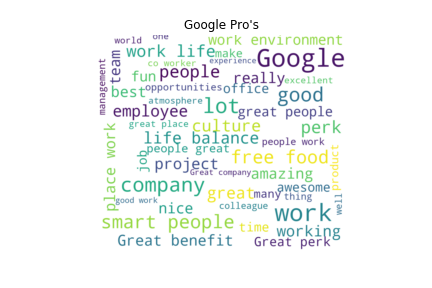 Google Pro's
world one work environment
work life make
Google
team
co worker experience
fun people really excellent
management
best opportunities office good
atmosphere
employee lot great people
great place culture perk
life balance
people great people work
job project free food product
Great company amazing
place work company great many awesome
thing
good work nice colleague work well
smart people time working
Great benefit Great perk